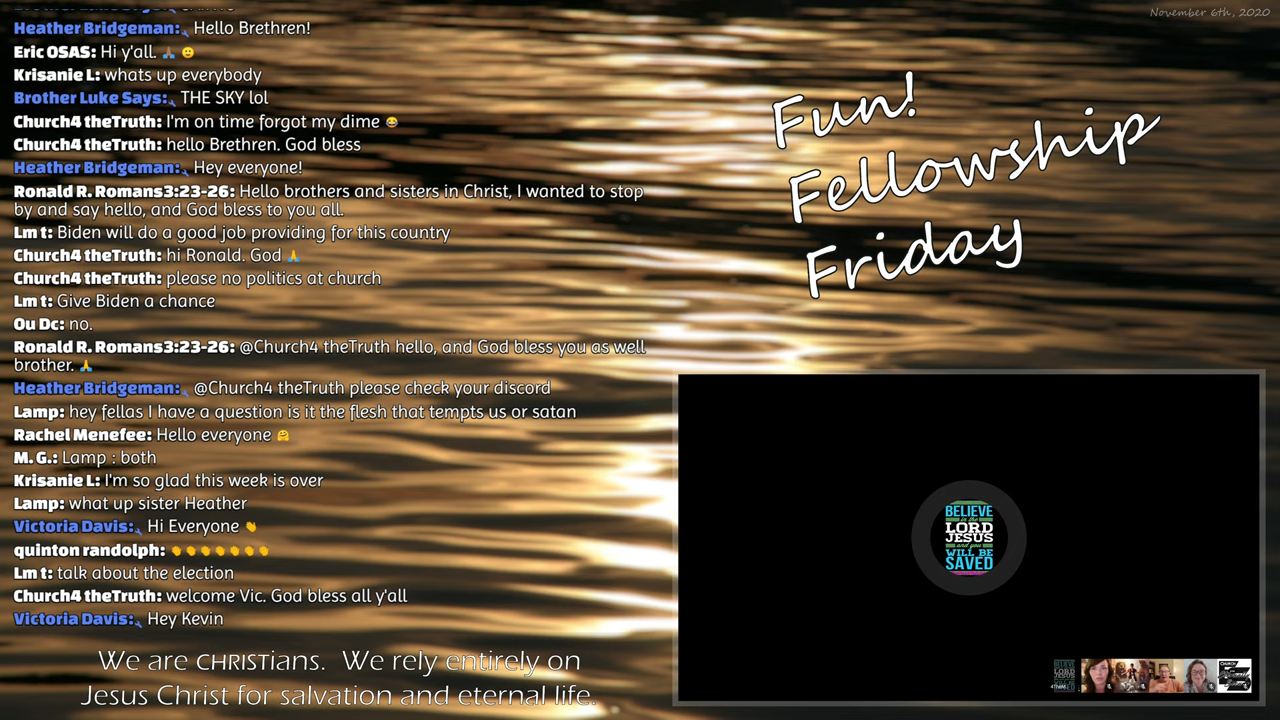 November 6th, 2020
Heather Bridgeman: Hello Brethren!
Eric OSAS: Hi y'all. 🙏🏽 🙂
Krisanie L: whats up everybody
Brother Luke Says: THE SKY lol
Church4 theTruth: I'm on time forgot my dime 😂
Church4 theTruth: hello Brethren. God bless
Heather Bridgeman: Hey everyone!
Ronald R. Romans3:23-26: Hello brothers and sisters in Christ, I wanted to stop
by and say hello, and God bless to you all.
Lm t: Biden will do a good job providing for this country
Church4 theTruth: hi Ronald. God 🙏
Church4 theTruth: please no politics at church
Lm t: Give Biden a chance
Ou Dc: no.
Ronald R. Romans3:23-26: @Church4 theTruth hello, and God bless you as well
brother. 🙏
Heather Bridgeman: @Church4 theTruth please check your discord
Lamp: hey fellas I have a question is it the flesh that tempts us or satan
Rachel Menefee: Hello everyone 🤗
M. G.: Lamp : both
Krisanie L: I'm so glad this week is over
Lamp: what up sister Heather
Victoria Davis: Hi Everyone 👋
quinton randolph: 👏👏👏👏👏👏👏
Lm t: talk about the election
Church4 theTruth: welcome Vic. God bless all y'all
Victoria Davis: Hey Kevin
We are CHRISTians. We rely entirely on
Jesus Christ for salvation and eternal life.
Fun!
Fellowship
Friday
BELIEVE
in the
LORD
JESUS
and you
WILL BE
SAVED